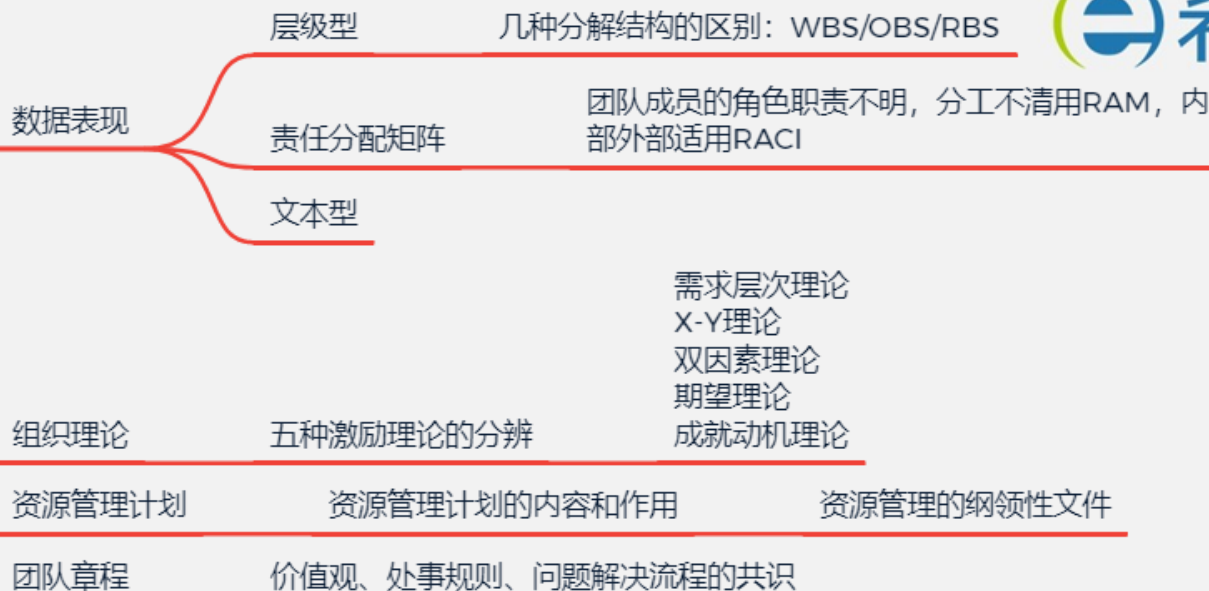 层级型
几种分解结构的区别：WBS/OBS/RBS
数据表现
责任分配矩阵
团队成员的角色职责不明，分工不清用RAM，内
部外部适用RACI
文本型
需求层次理论
X-Y理论
双因素理论
期望理论
组织理论
五种激励理论的分辨
成就动机理论
资源管理计划
资源管理计划的内容和作用
资源管理的纲领性文件
团队章程
价值观、处事规则、问题解决流程的共识